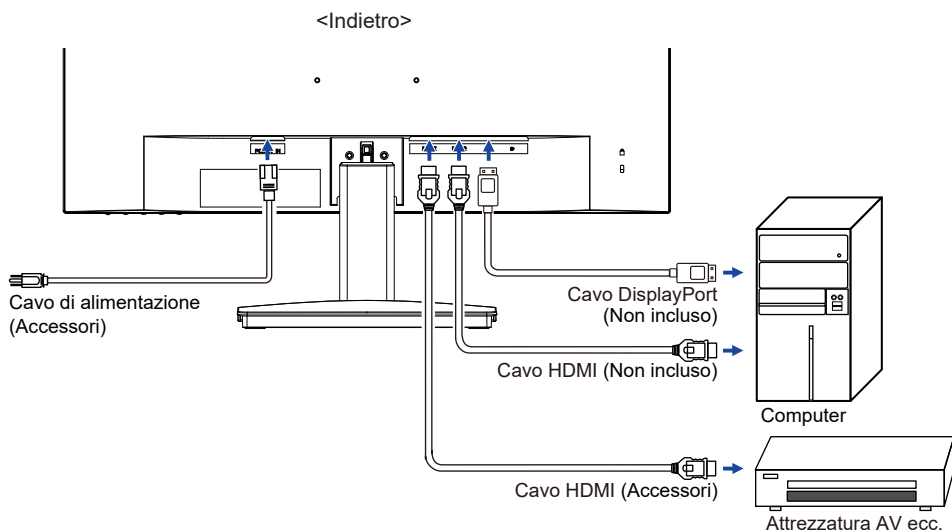 <Indietro>
Cavo di alimentazione
(Accessori)
Cavo DisplayPort
(Non incluso)
Cavo HDMI (Non incluso)
Computer
Cavo HDMI (Accessori)
Attrezzatura AV ecc.